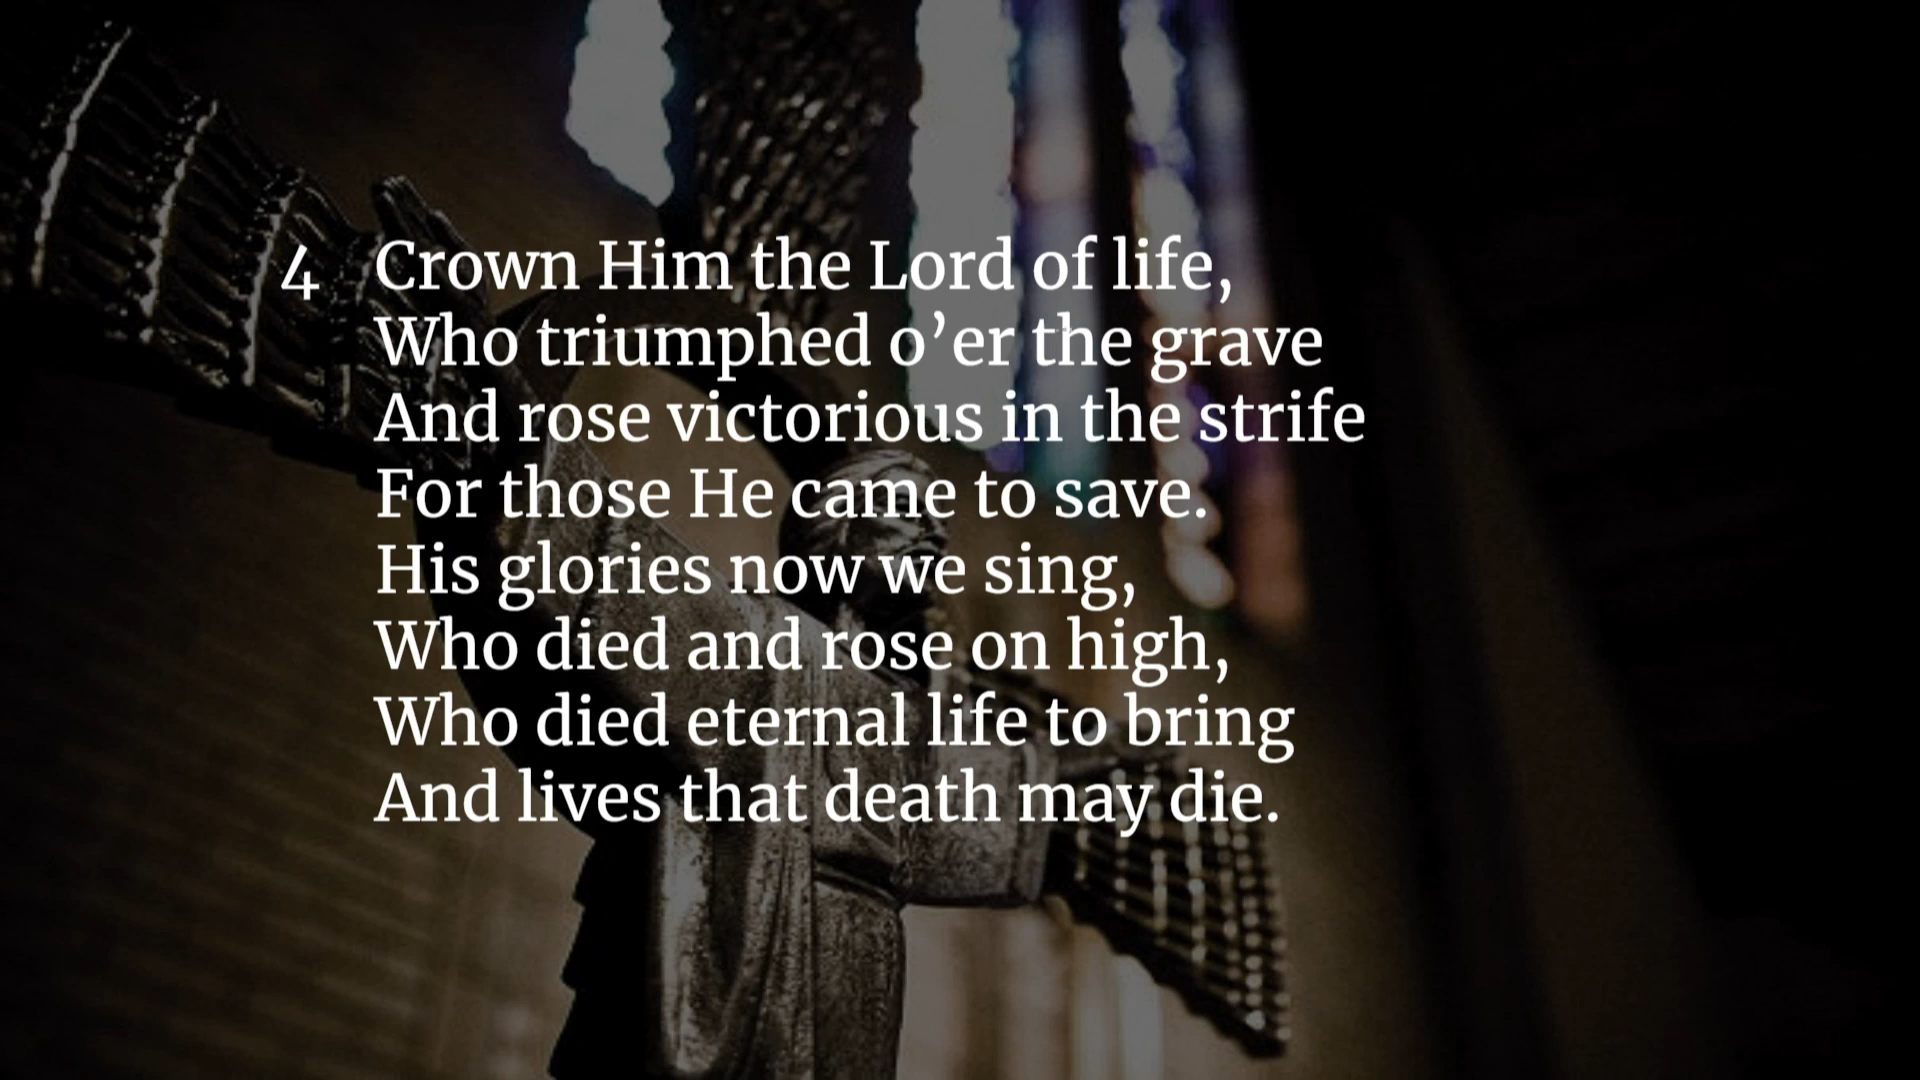 4 Crown Him the Lord of life,
Who triumphed o’er the grave
And rose victorious in the strife
For those He came to save.
His glories now we sing,
Who died and rose on high,
Who died eternal life to bring
And lives that death may die.